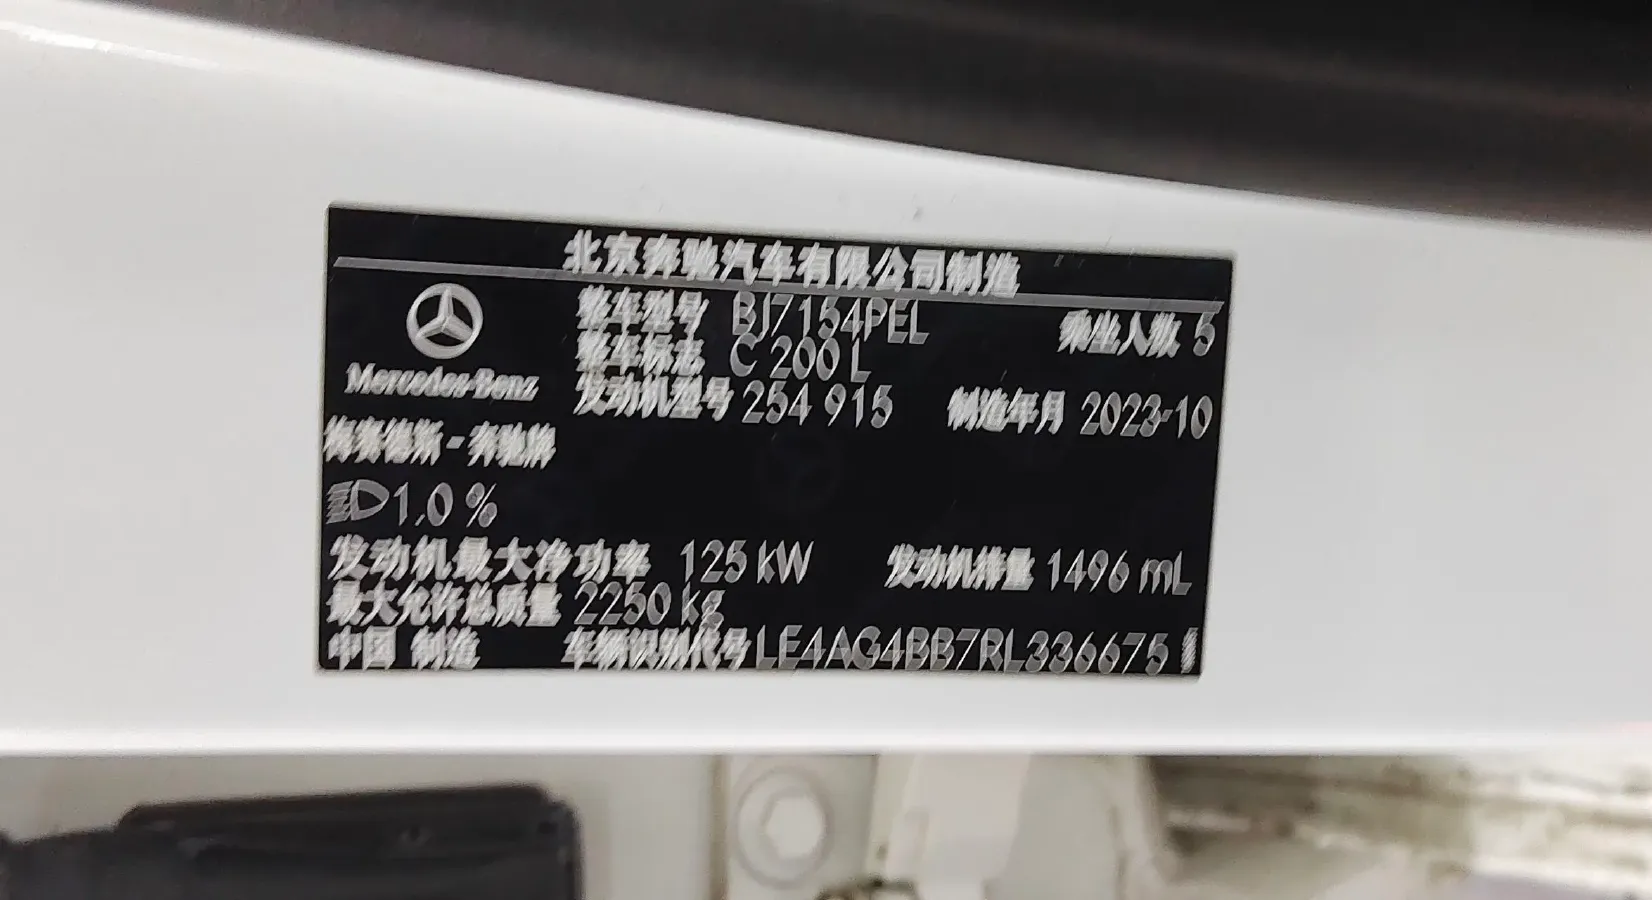 北京奔驰汽车有限公司制造
Mercedes-Benz
整车型号 BJ7154PEL 乘坐人数 5
整车标志 C 200 L
发动机型号 254 915 制造年月 2023-10
梅赛德斯-奔驰牌
1.0 %
发动机最大净功率 125 kW 发动机排量 1496 mL
最大允许总质量 2250 kg
中国 制造 车辆识别代号 LE4AG4BB7RL336675